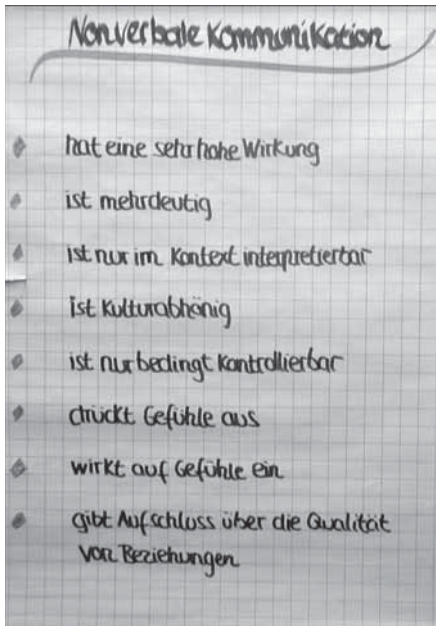 Nonverbale Kommunikation
hat eine sehr hohe Wirkung
ist mehrdeutig
ist nur im Kontext interpretierbar
ist Kulturabhänig
ist nur bedingt Kontrollierbar
drückt Gefühle aus
wirkt auf Gefühle ein
gibt Aufschluss über die Qualität
von Beziehungen